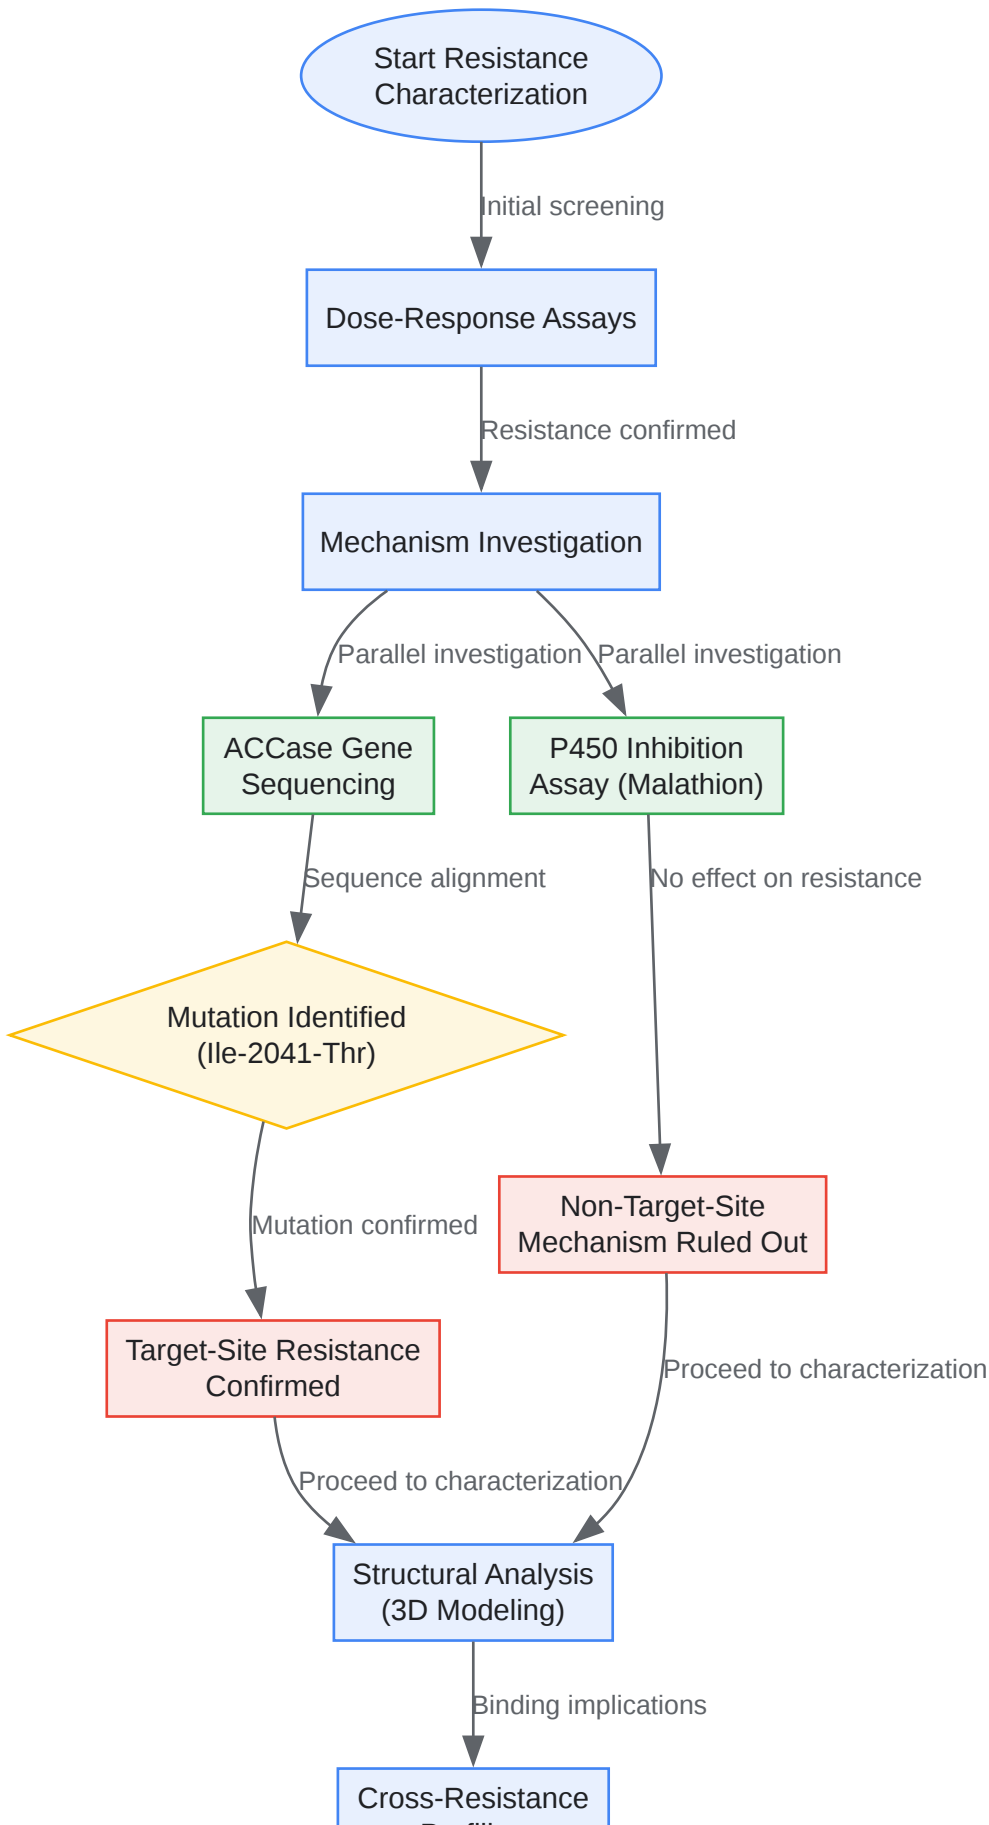 Start Resistance
Characterization
Initial screening
Dose-Response Assays
Resistance confirmed
Mechanism Investigation
Parallel investigation
Parallel investigation
ACCase Gene
Sequencing
P450 Inhibition
Assay (Malathion)
Sequence alignment
No effect on resistance
Mutation Identified
(Ile-2041-Thr)
Non-Target-Site
Mechanism Ruled Out
Mutation confirmed
Target-Site Resistance
Confirmed
Proceed to characterization
Proceed to characterization
Structural Analysis
(3D Modeling)
Binding implications
Cross-Resistance